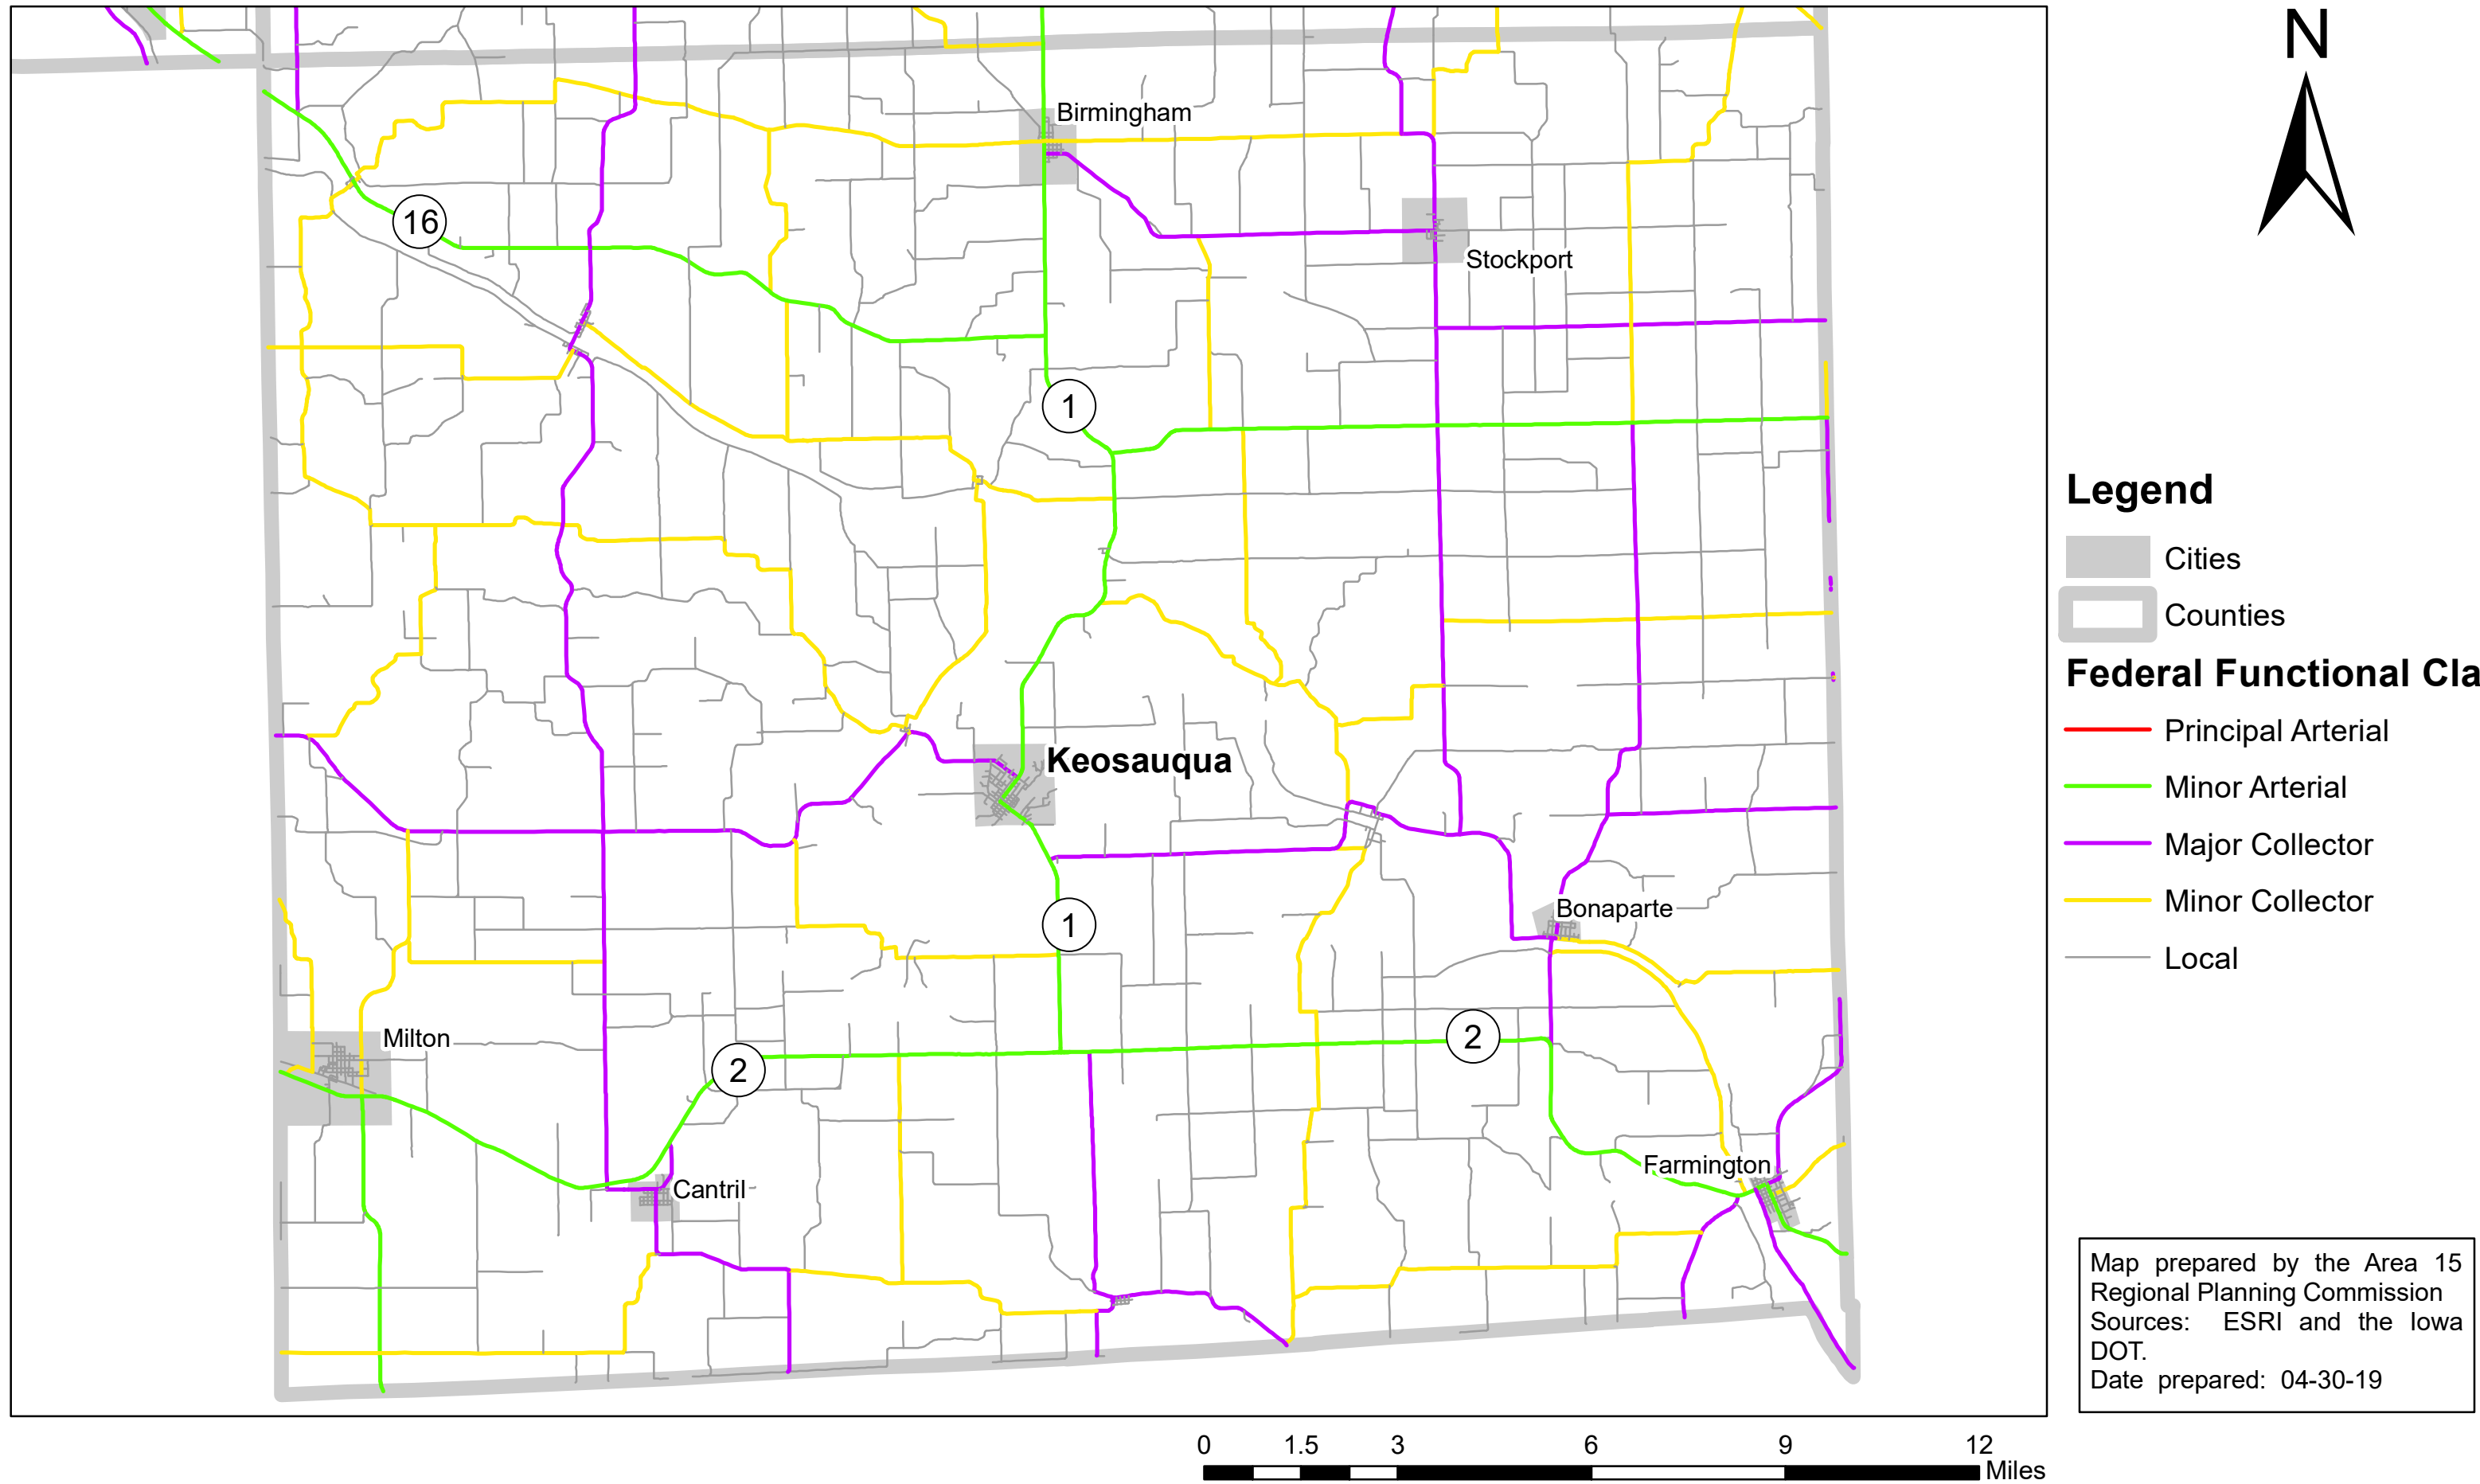 N
Birmingham
16
Stockport
1
Legend
Cities
Counties
Federal Functional Cla
Principal Arterial
Minor Arterial
Major Collector
Minor Collector
Local
Keosauqua
1
Bonaparte
Milton
2
2
Farmington
Cantril
Map prepared by the Area 15
Regional Planning Commission
Sources: ESRI and the Iowa
DOT.
Date prepared: 04-30-19
0 1.5 3 6 9 12
Miles